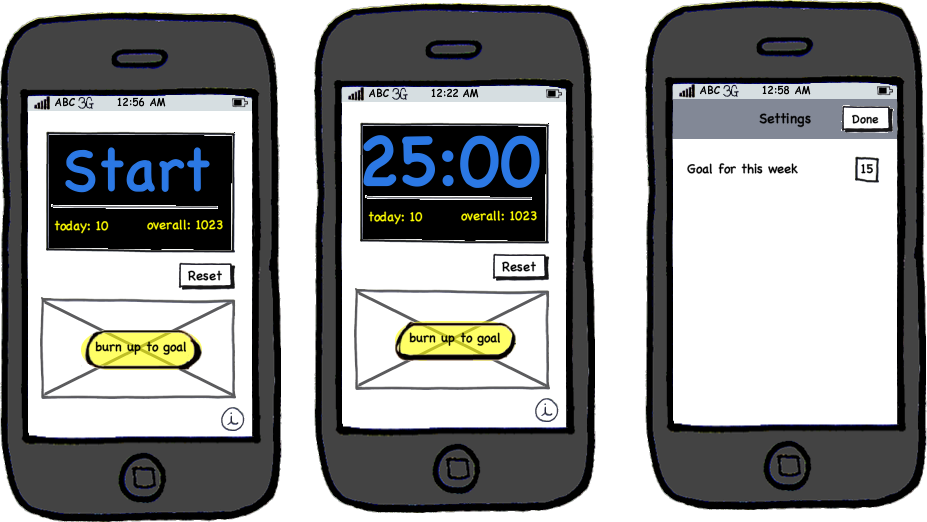 ABC 3G 12:56 AM
Start
today: 10 overall: 1023
Reset
burn up to goal
i
ABC 3G 12:22 AM
25:00
today: 10 overall: 1023
Reset
burn up to goal
i
ABC 3G 12:58 AM
Settings Done
Goal for this week 15